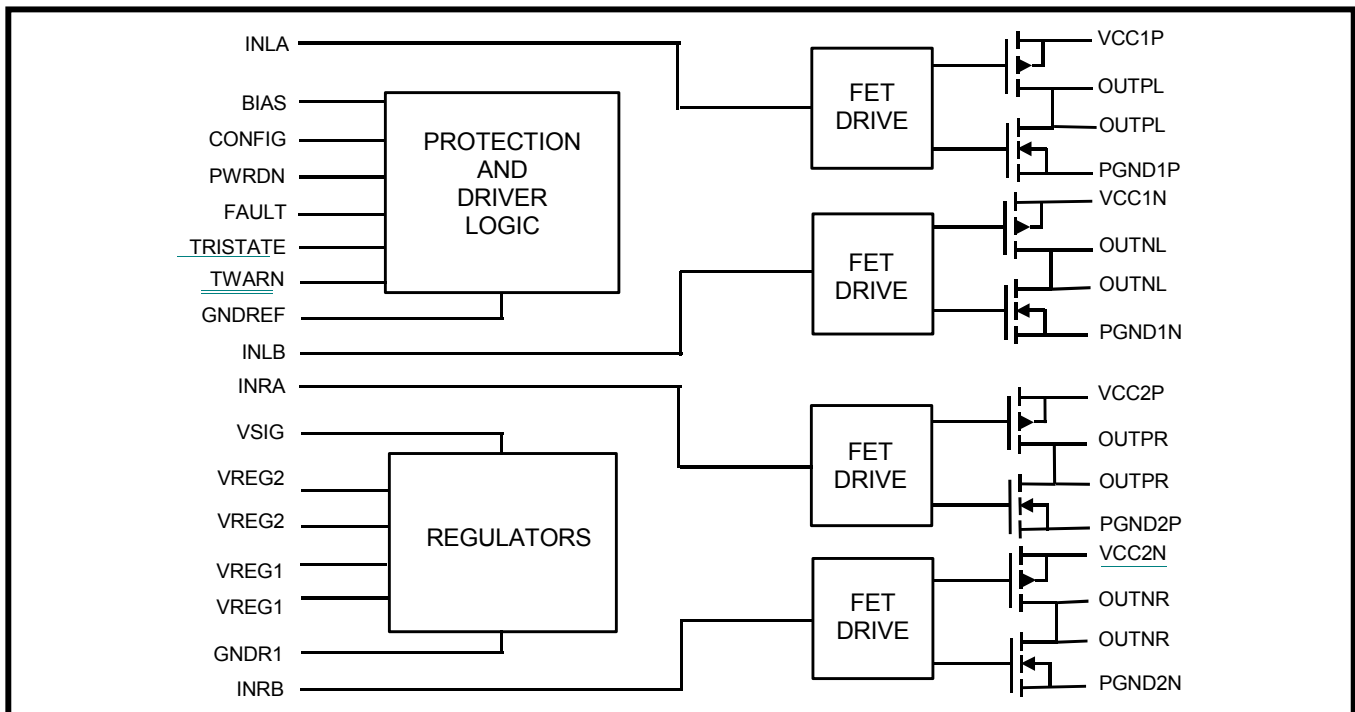 INLA
BIAS
CONFIG
PWRDN
FAULT
TRISTATE
TWARN
GNDREF
INLB
INRA
VSIG
VREG2
VREG2
VREG1
VREG1
GNDR1
INRB
PROTECTION
AND
DRIVER
LOGIC
REGULATORS
FET
DRIVE
FET
DRIVE
FET
DRIVE
FET
DRIVE
VCC1P
OUTPL
OUTPL
PGND1P
VCC1N
OUTNL
OUTNL
PGND1N
VCC2P
OUTPR
OUTPR
PGND2P
VCC2N
OUTNR
OUTNR
PGND2N